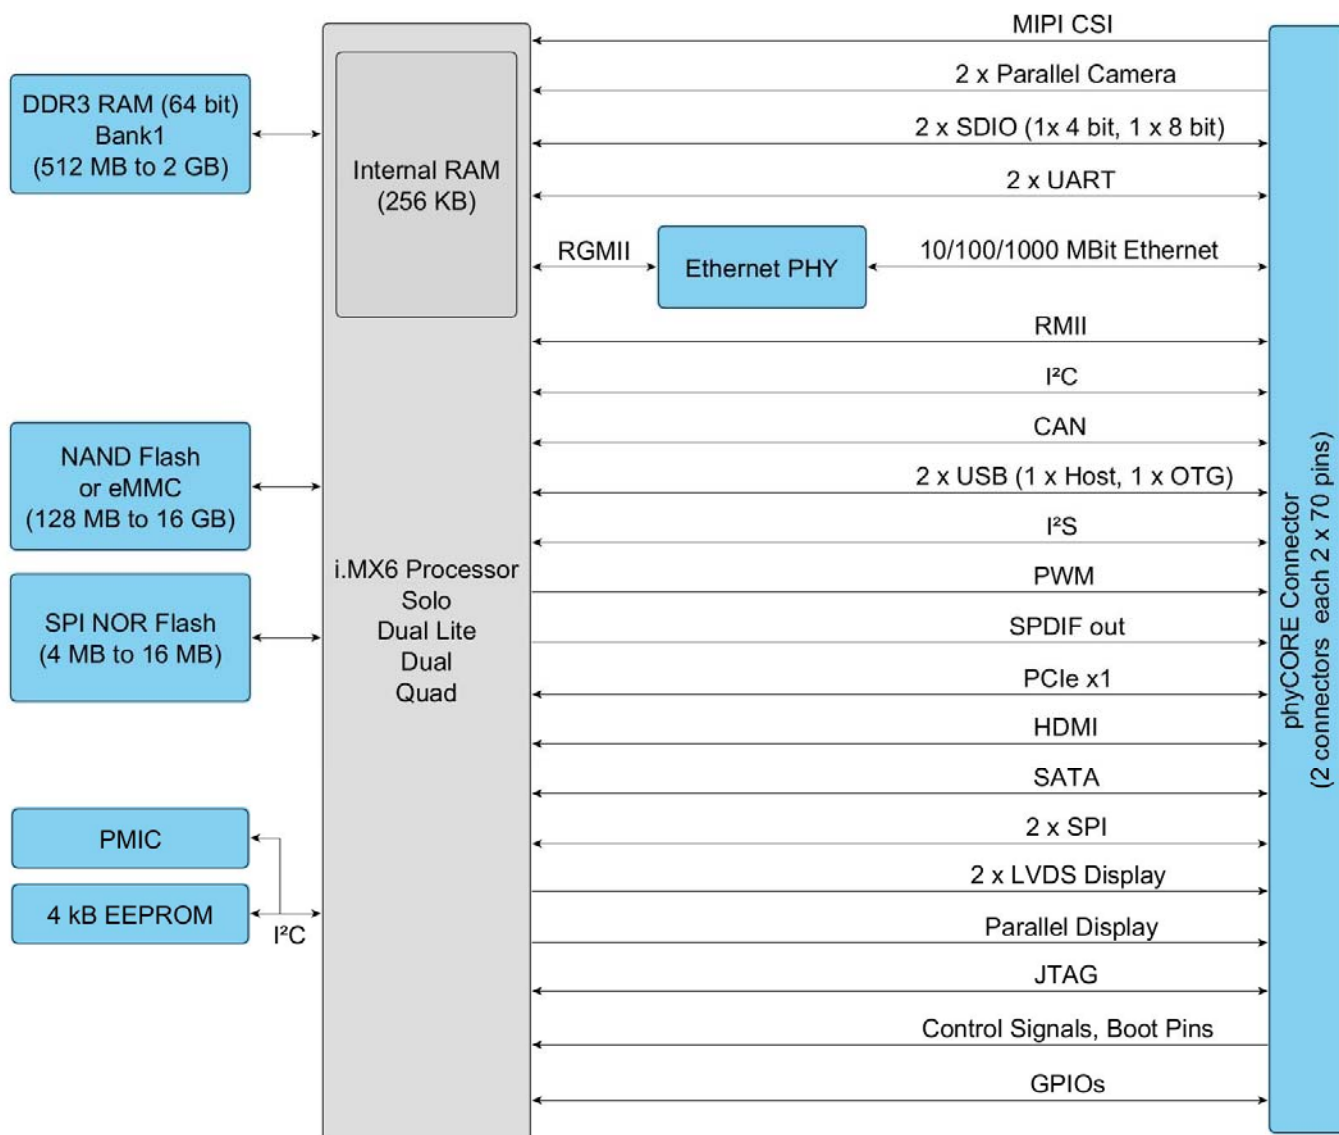 DDR3 RAM (64 bit)
Bank1
(512 MB to 2 GB)
NAND Flash
or eMMC
(128 MB to 16 GB)
SPI NOR Flash
(4 MB to 16 MB)
PMIC
4 kB EEPROM
I²C
Internal RAM
(256 KB)
i.MX6 Processor
Solo
Dual Lite
Dual
Quad
MIPI CSI
2 x Parallel Camera
2 x SDIO (1x 4 bit, 1 x 8 bit)
2 x UART
RGMII
Ethernet PHY
10/100/1000 MBit Ethernet
RMII
I²C
CAN
2 x USB (1 x Host, 1 x OTG)
I²S
PWM
SPDIF out
PCIe x1
HDMI
SATA
2 x SPI
2 x LVDS Display
Parallel Display
JTAG
Control Signals, Boot Pins
GPIOs
phyCORE Connector
(2 connectors each 2 x 70 pins)